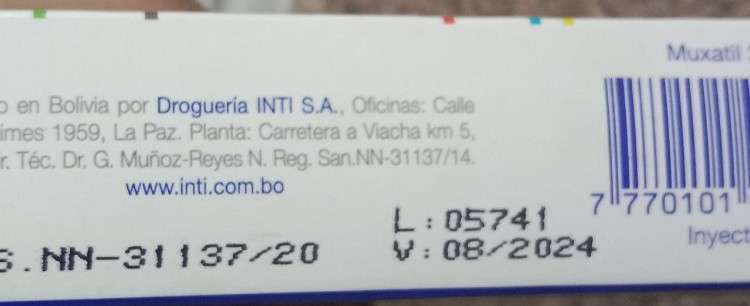 Muxatil
o en Bolivia por Droguería INTI S.A., Oficinas: Calle
imes 1959, La Paz. Planta: Carretera a Viacha km 5,
r. Téc. Dr. G. Muñoz-Reyes N. Reg. San.NN-31137/14.
www.inti.com.bo
7 770101
Inyect
L: 05741
S.NN-31137/20 V: 08/2024